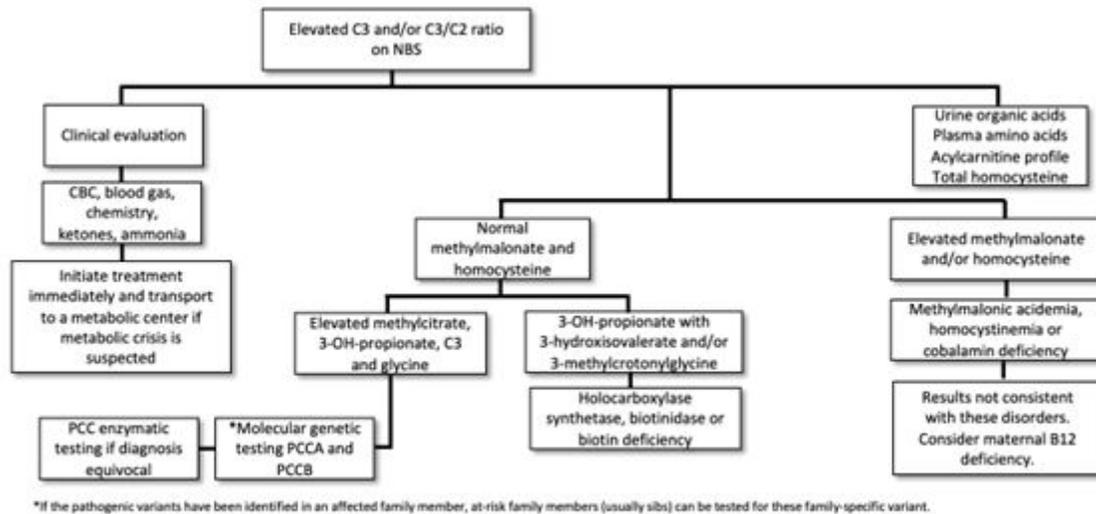 Elevated C3 and/or C3/C2 ratio
on NBS
Clinical evaluation
Urine organic acids
Plasma amino acids
Acylcarnitine profile
Total homocysteine
CBC, blood gas,
chemistry,
ketones, ammonia
Normal
methylmalonate and
homocysteine
Elevated methylmalonate
and/or homocysteine
Initiate treatment
immediately and transport
to a metabolic center if
metabolic crisis is
suspected
Elevated methylcitrate,
3-OH-propionate, C3
and glycine
3-OH-propionate with
3-hydroxisovalerate and/or
3-methylcrotonylglycine
Methylmalonic acidemia,
homocystinemia or
cobalamin deficiency
Holocarboxylase
synthetase, biotinidase or
biotin deficiency
Results not consistent
with these disorders.
Consider maternal B12
deficiency.
PCC enzymatic
testing if diagnosis
equivocal
*Molecular genetic
testing PCCA and
PCCB
*If the pathogenic variants have been identified in an affected family member, at-risk family members (usually sibs) can be tested for these family-specific variant.